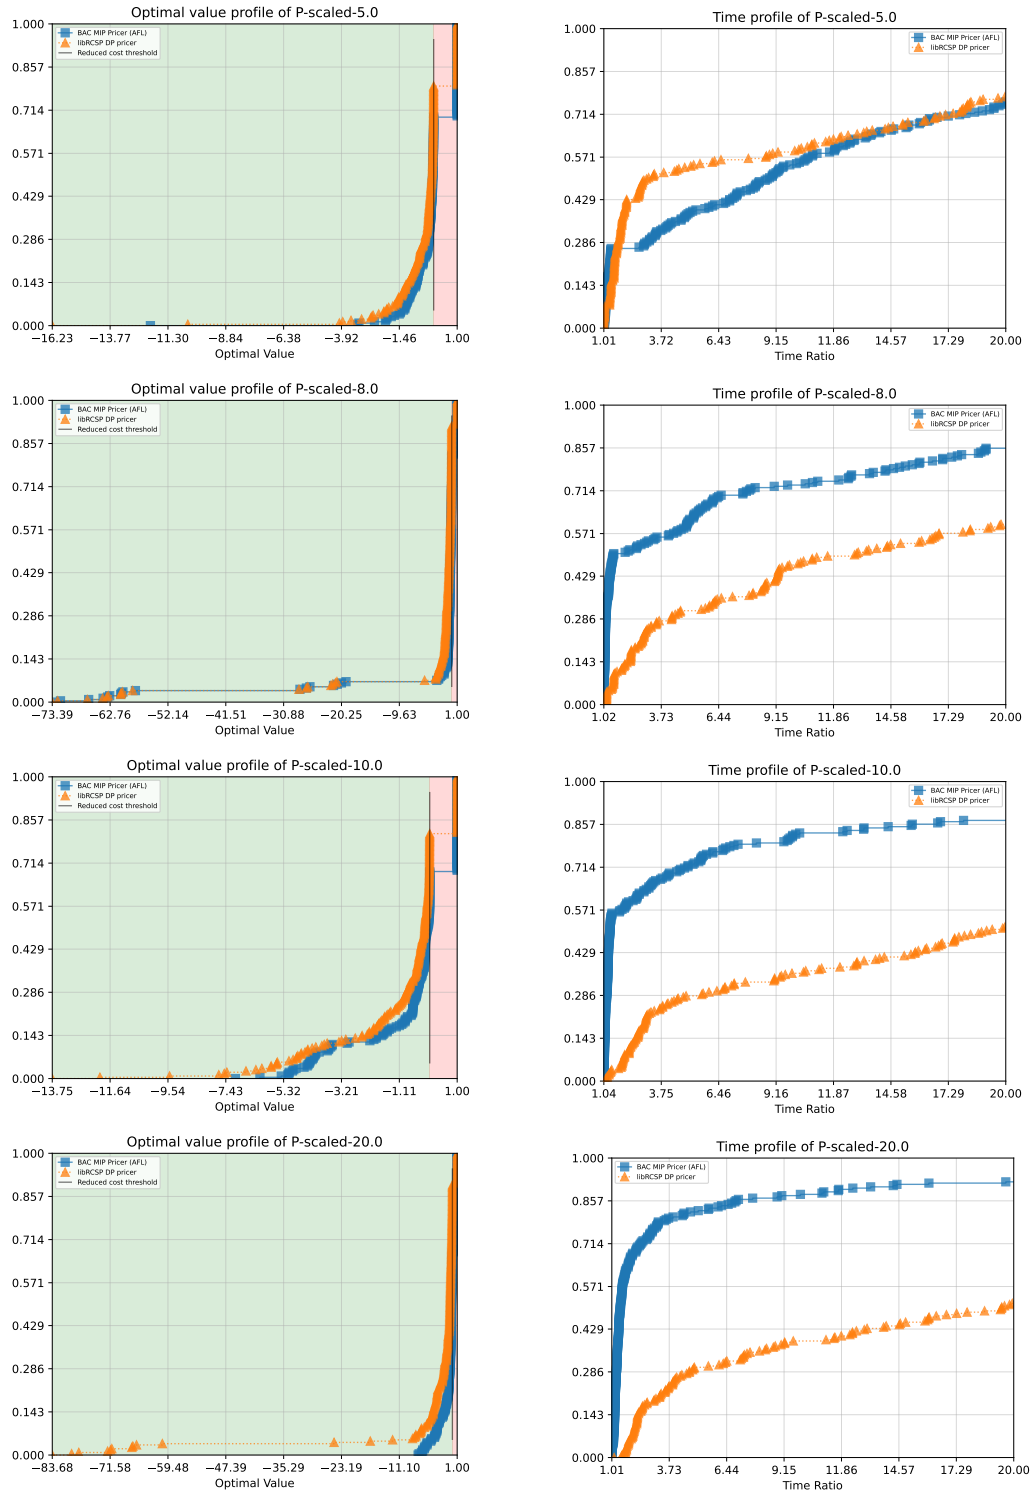 Optimal value profile of P-scaled-5.0
BAC MIP Pricer (AFL)
libRCSP DP pricer
Reduced cost threshold
1.000
0.857
0.714
0.571
0.429
0.286
0.143
0.000
−16.23 −13.77 −11.30 −8.84 −6.38 −3.92 −1.46 1.00
Optimal Value
Time profile of P-scaled-5.0
BAC MIP Pricer (AFL)
libRCSP DP pricer
1.000
0.857
0.714
0.571
0.429
0.286
0.143
0.000
1.01 3.72 6.43 9.15 11.86 14.57 17.29 20.00
Time Ratio
Optimal value profile of P-scaled-8.0
BAC MIP Pricer (AFL)
libRCSP DP pricer
Reduced cost threshold
1.000
0.857
0.714
0.571
0.429
0.286
0.143
0.000
−73.39 −62.76 −52.14 −41.51 −30.88 −20.25 −9.63 1.00
Optimal Value
Time profile of P-scaled-8.0
BAC MIP Pricer (AFL)
libRCSP DP pricer
1.000
0.857
0.714
0.571
0.429
0.286
0.143
0.000
1.02 3.73 6.44 9.15 11.86 14.58 17.29 20.00
Time Ratio
Optimal value profile of P-scaled-10.0
BAC MIP Pricer (AFL)
libRCSP DP pricer
Reduced cost threshold
1.000
0.857
0.714
0.571
0.429
0.286
0.143
0.000
−13.75 −11.64 −9.54 −7.43 −5.32 −3.21 −1.11 1.00
Optimal Value
Time profile of P-scaled-10.0
BAC MIP Pricer (AFL)
libRCSP DP pricer
1.000
0.857
0.714
0.571
0.429
0.286
0.143
0.000
1.04 3.75 6.46 9.16 11.87 14.58 17.29 20.00
Time Ratio
Optimal value profile of P-scaled-20.0
BAC MIP Pricer (AFL)
libRCSP DP pricer
Reduced cost threshold
1.000
0.857
0.714
0.571
0.429
0.286
0.143
0.000
−83.68 −71.58 −59.48 −47.39 −35.29 −23.19 −11.10 1.00
Optimal Value
Time profile of P-scaled-20.0
BAC MIP Pricer (AFL)
libRCSP DP pricer
1.000
0.857
0.714
0.571
0.429
0.286
0.143
0.000
1.01 3.73 6.44 9.15 11.86 14.57 17.29 20.00
Time Ratio